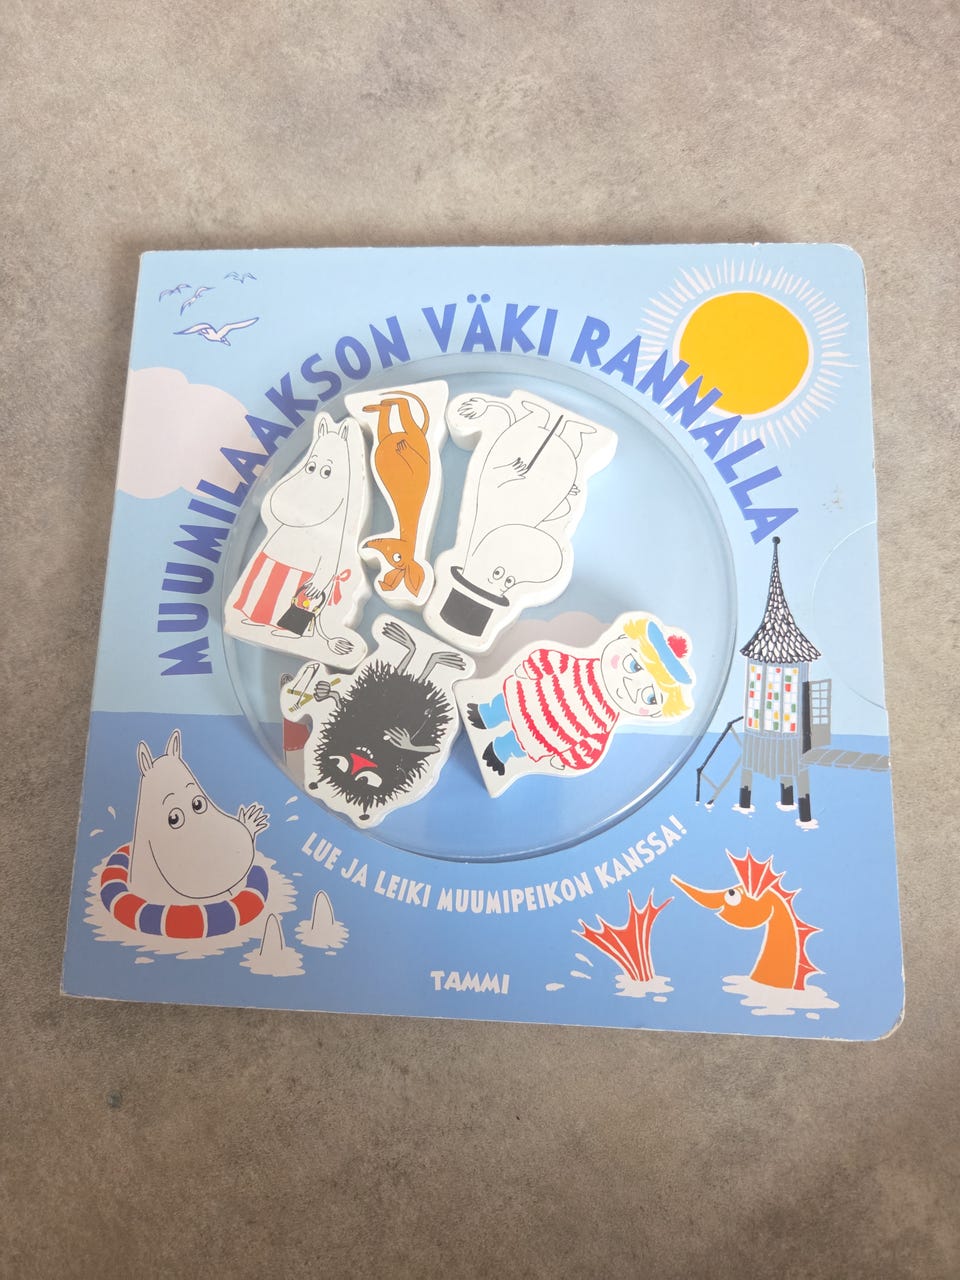 MUUMILAAKSON VÄKI RANNALLA
LUE JA LEIKI MUUMIPEIKON KANSSA!
TAMMI